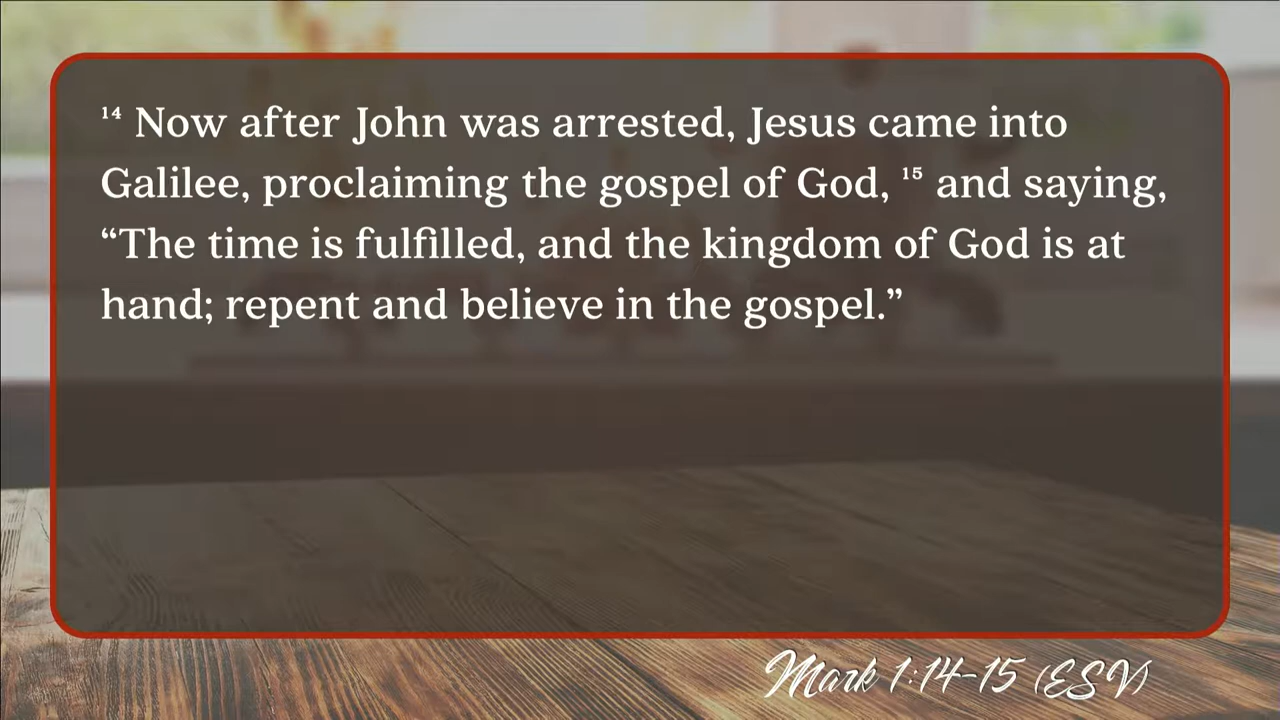 ¹⁴ Now after John was arrested, Jesus came into
Galilee, proclaiming the gospel of God, ¹⁵ and saying,
“The time is fulfilled, and the kingdom of God is at
hand; repent and believe in the gospel.”
Mark 1:14-15 (ESV)